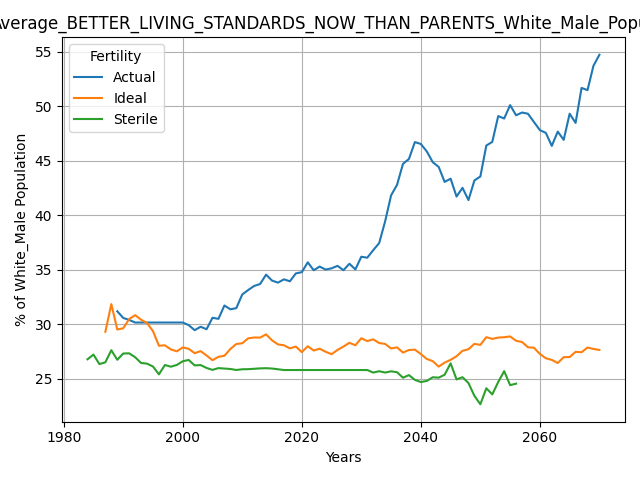 Average_BETTER_LIVING_STANDARDS_NOW_THAN_PARENTS_White_Male_Popu
Fertility
Actual
Ideal
Sterile
% of White_Male Population
55
50
45
40
35
30
25
1980
2000
2020
2040
2060
Years